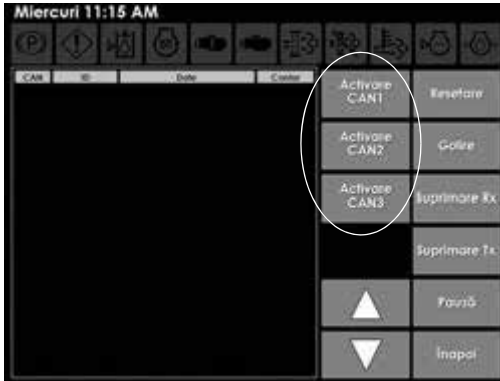 Miercuri 11:15 AM
CAN ID Date Contor
Activare
CAN1
Resetare
Activare
CAN2
Golire
Activare
CAN3
Suprimare Rx
Suprimare Tx
Pauză
Înapoi